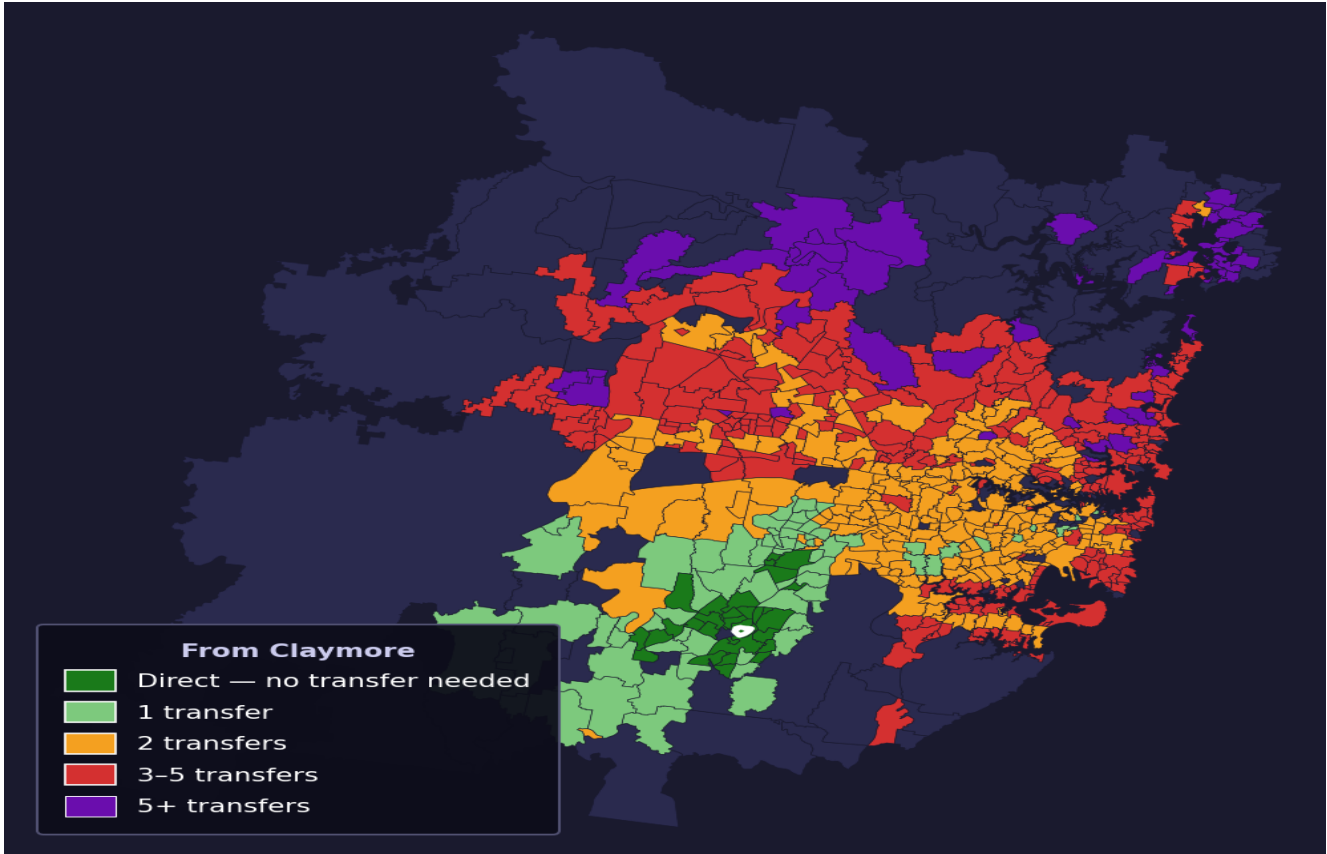 From Claymore
Direct — no transfer needed
1 transfer
2 transfers
3–5 transfers
5+ transfers